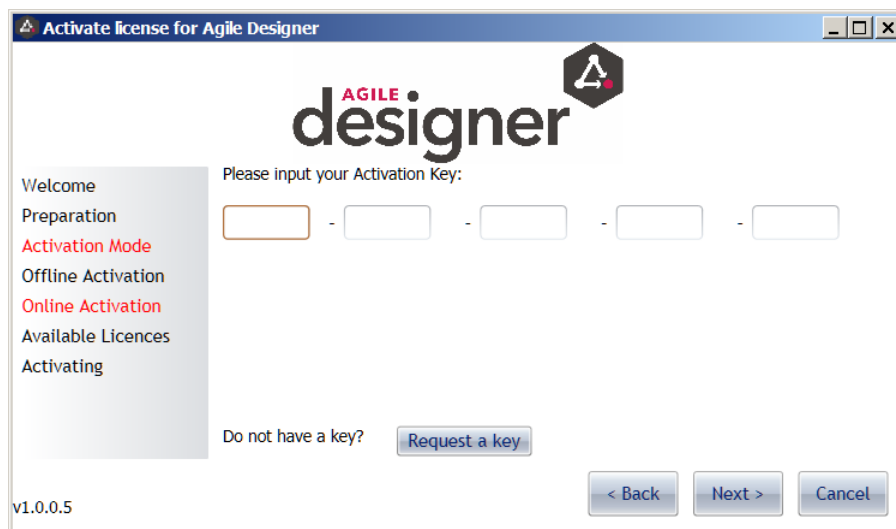 Activate license for Agile Designer
AGILE
designer
Welcome
Preparation
Activation Mode
Offline Activation
Online Activation
Available Licences
Activating
Please input your Activation Key:
- - - -
Do not have a key? Request a key
< Back Next > Cancel
v1.0.0.5